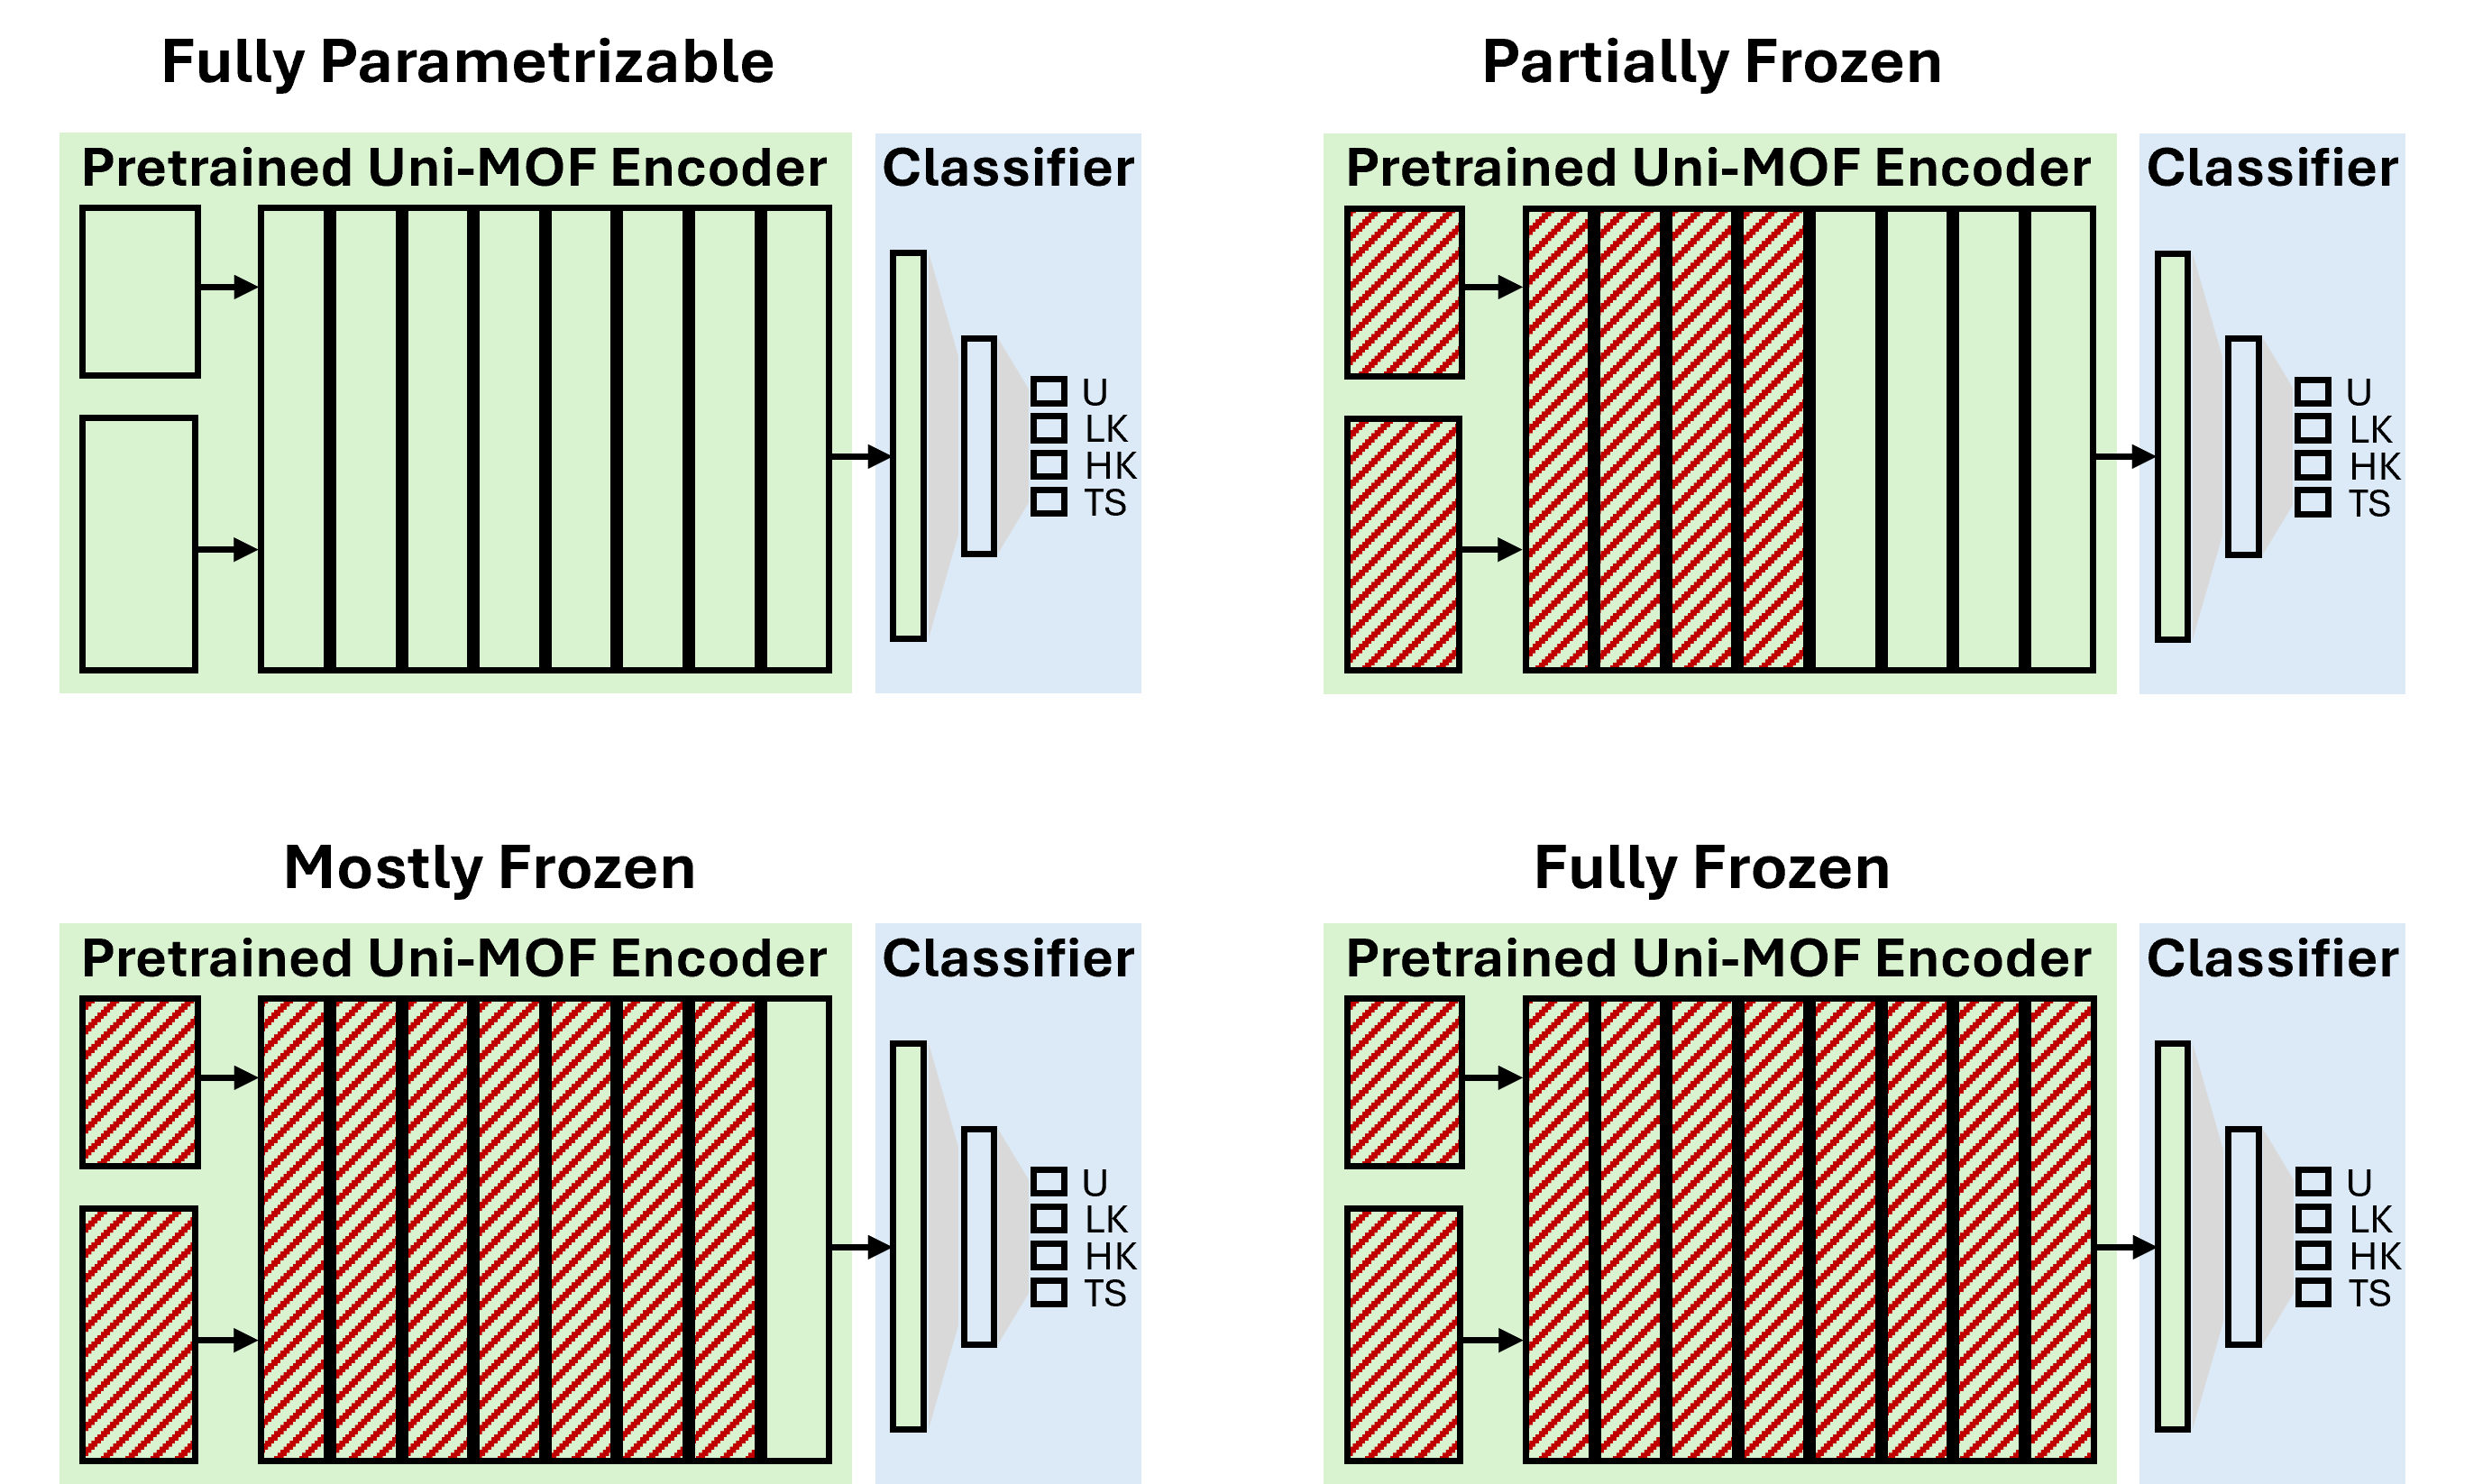 Fully Parametrizable
Pretrained Uni-MOF Encoder
Classifier
U
LK
HK
TS
Partially Frozen
Pretrained Uni-MOF Encoder
Classifier
U
LK
HK
TS
Mostly Frozen
Pretrained Uni-MOF Encoder
Classifier
U
LK
HK
TS
Fully Frozen
Pretrained Uni-MOF Encoder
Classifier
U
LK
HK
TS